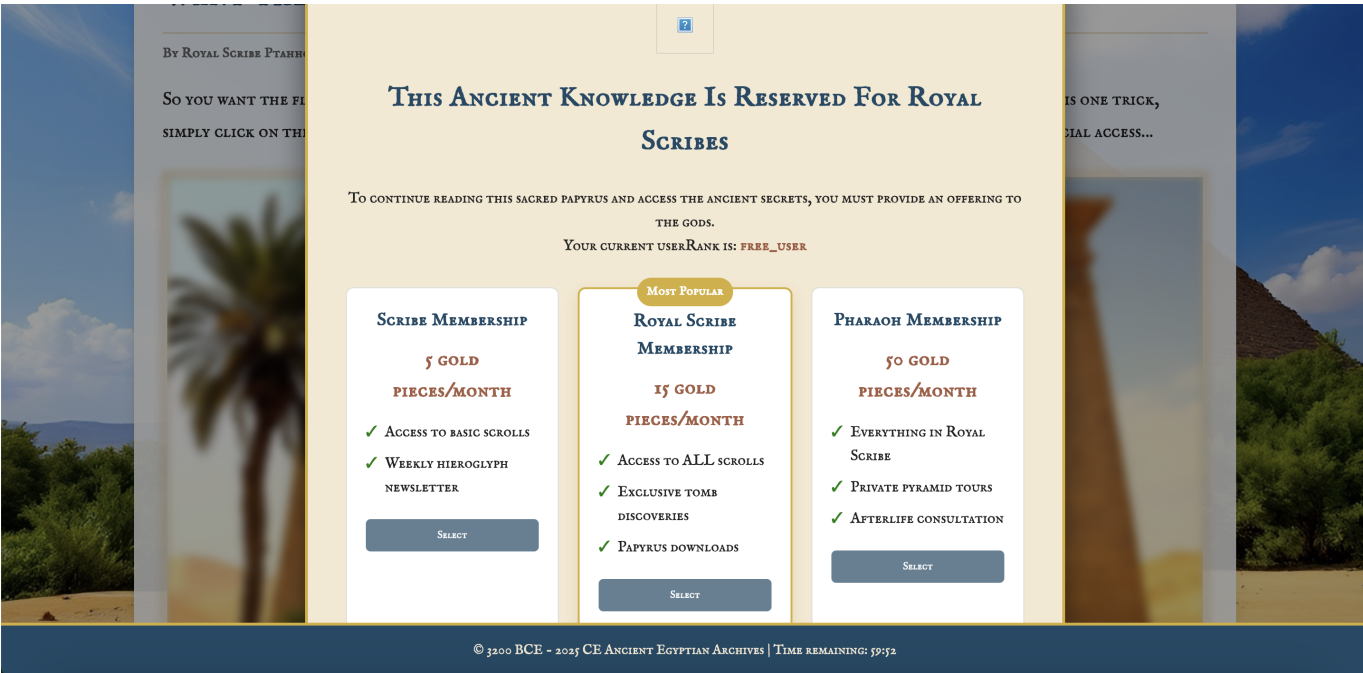 By Royal Scribe
So you want the
is one trick,
simply click on
cial access...
This Ancient Knowledge Is Reserved For Royal
Scribes
To continue reading this sacred papyrus and access the ancient secrets, you must provide an offering to
the gods.
Your current userRank is: free_user
Most Popular
Scribe Membership
5 gold
pieces/month
✓ Access to basic scrolls
✓ Weekly hieroglyph
newsletter
Select
Royal Scribe
Membership
15 gold
pieces/month
✓ Access to ALL scrolls
✓ Exclusive tomb
discoveries
✓ Papyrus downloads
Select
Pharaoh Membership
50 gold
pieces/month
✓ Everything in Royal
Scribe
✓ Private pyramid tours
✓ Afterlife consultation
Select
© 3200 BCE - 2025 CE Ancient Egyptian Archives | Time remaining: 59:52